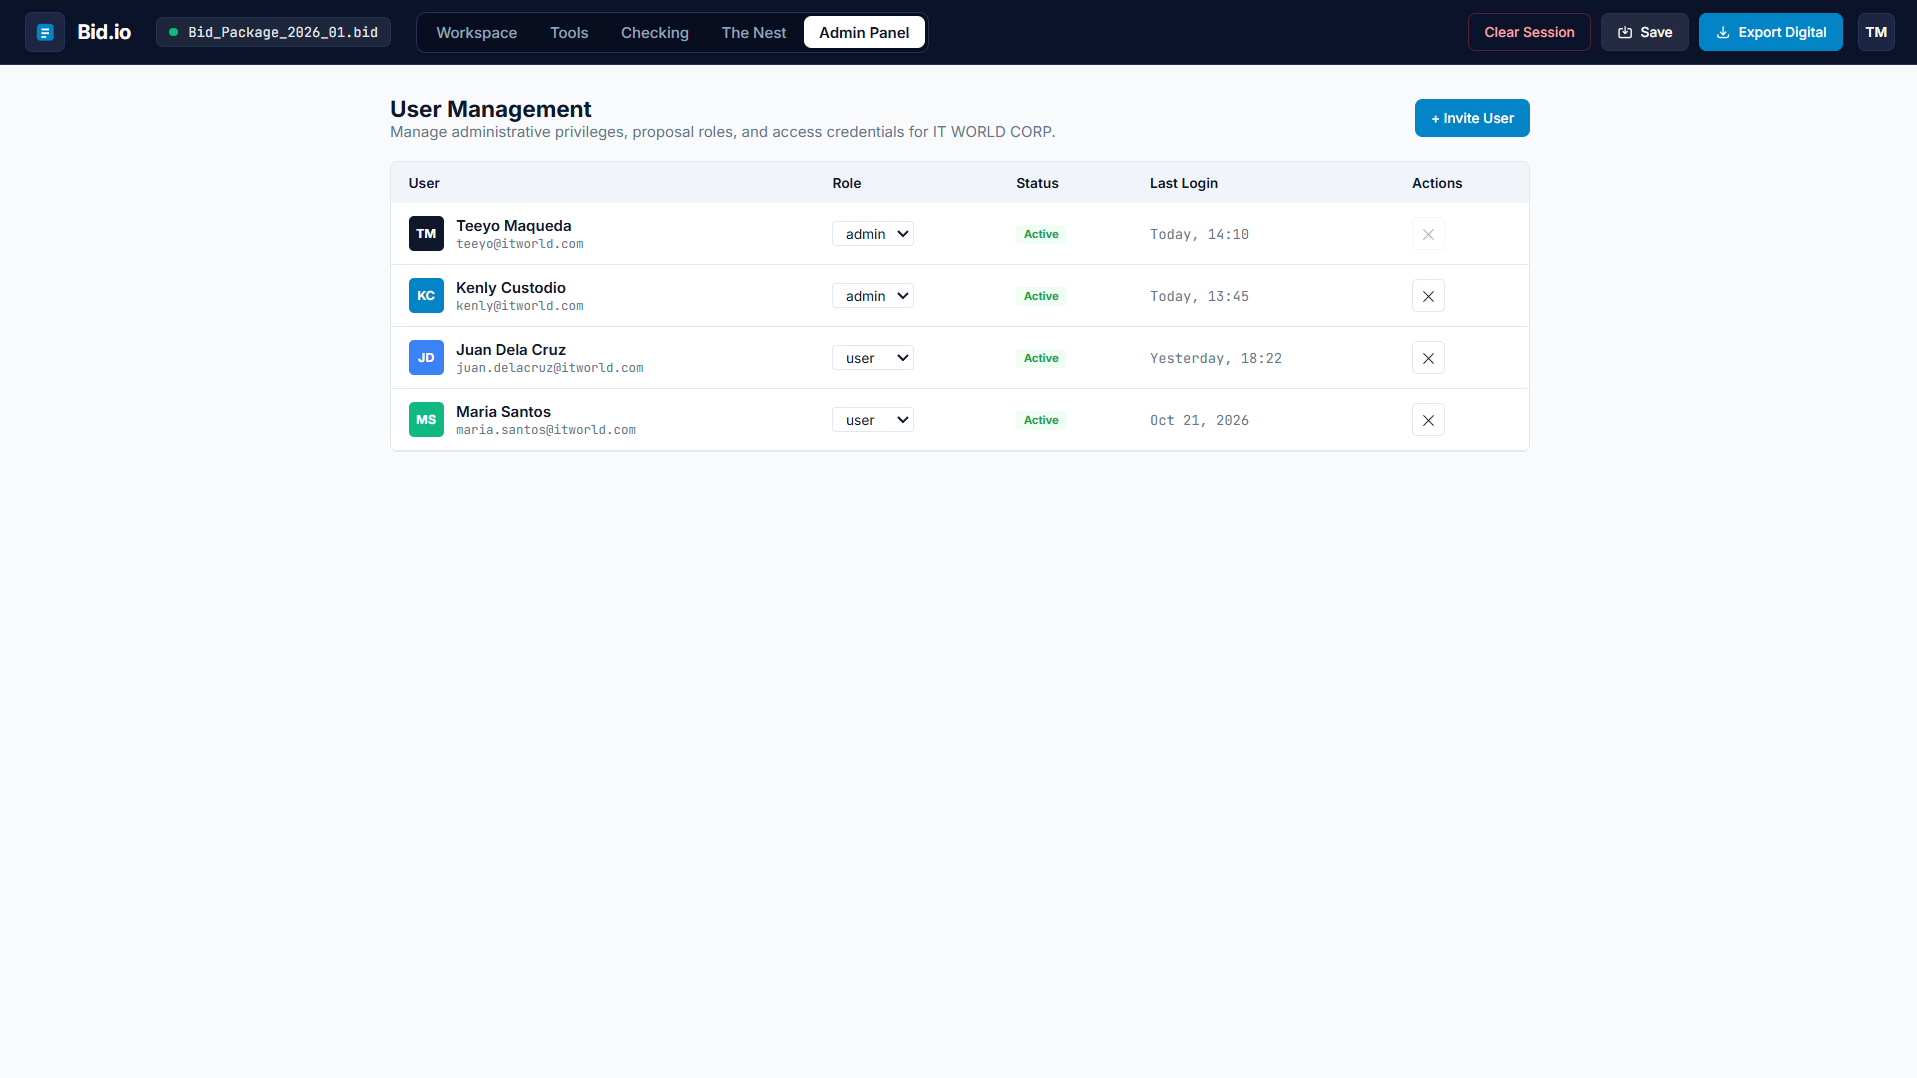 Bid.io
Bid_Package_2026_01.bid
Workspace
Tools
Checking
The Nest
Admin Panel
Clear Session
Save
Export Digital
TM
User Management
Manage administrative privileges, proposal roles, and access credentials for IT WORLD CORP.
+ Invite User
User Role Status Last Login Actions
TM Teeyo Maqueda admin Active Today, 14:10
teeyo@itworld.com
KC Kenly Custodio admin Active Today, 13:45
kenly@itworld.com
JD Juan Dela Cruz user Active Yesterday, 18:22
juan.delacruz@itworld.com
MS Maria Santos user Active Oct 21, 2026
maria.santos@itworld.com